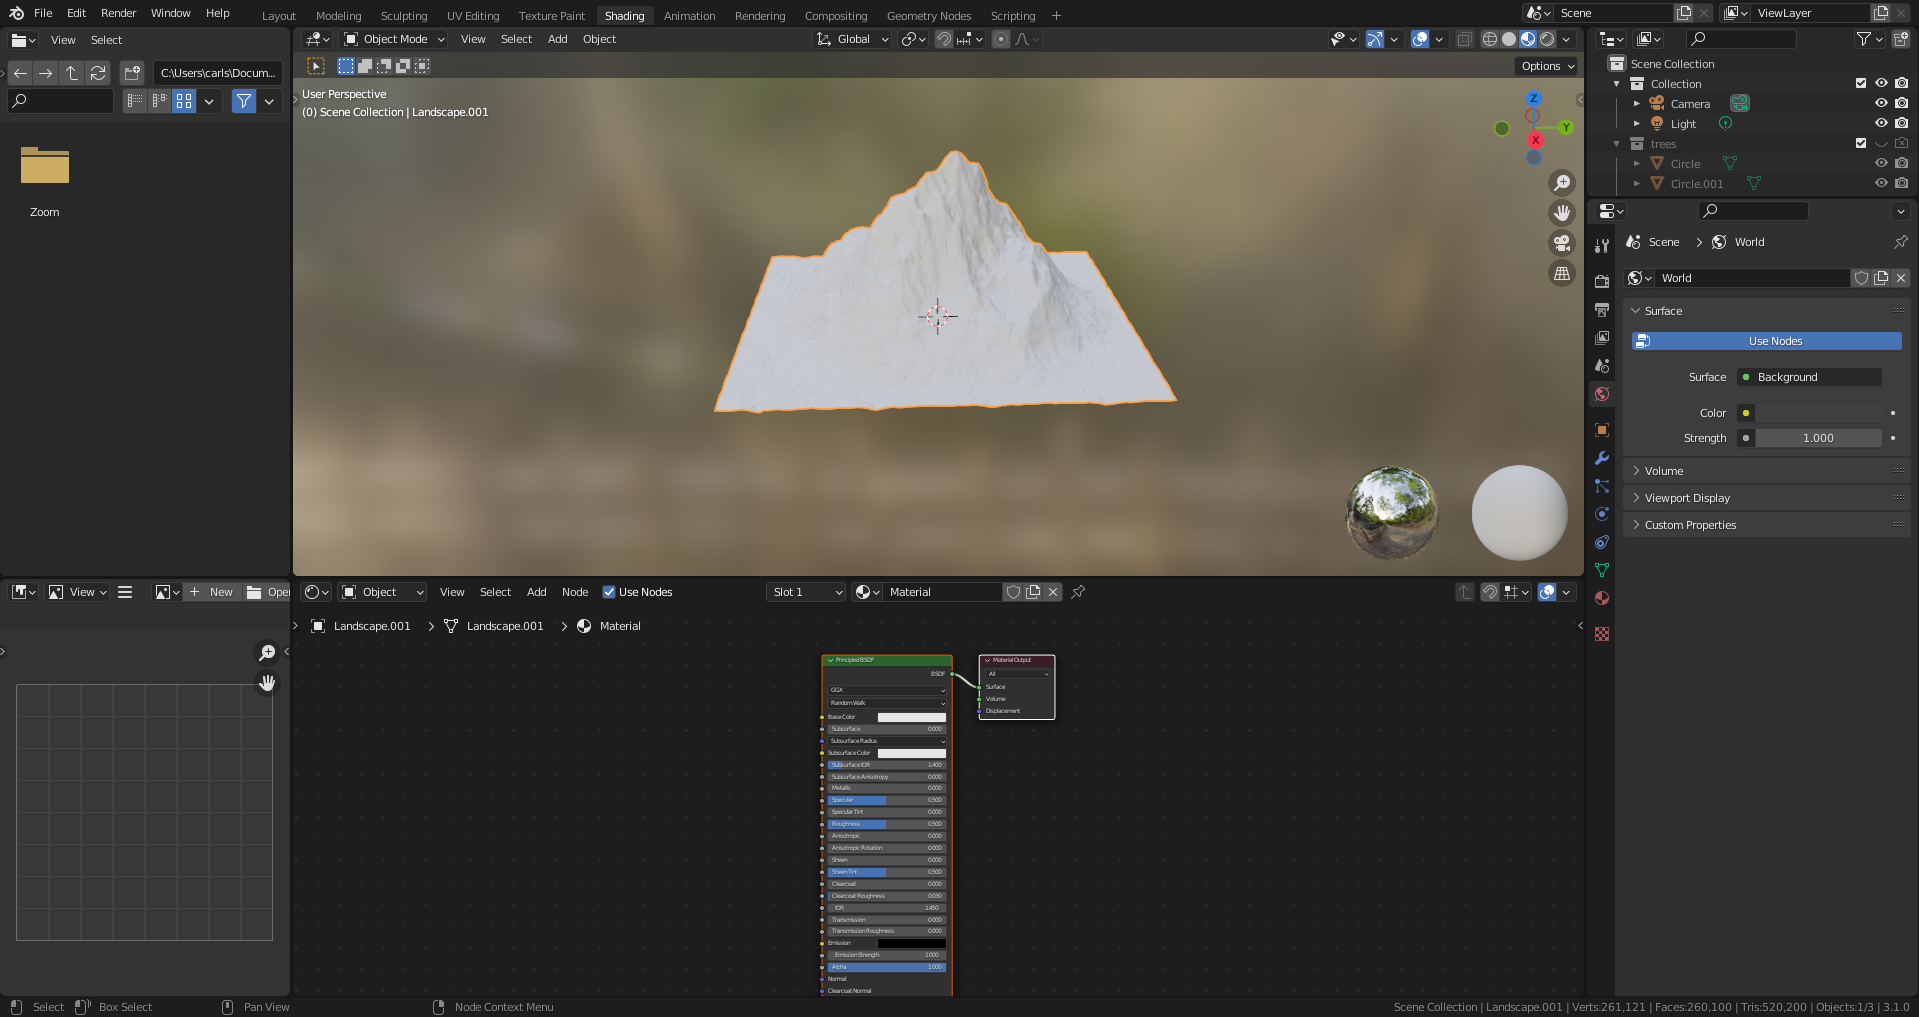 File Edit Render Window Help
Layout Modeling Sculpting UV Editing Texture Paint Shading Animation Rendering Compositing Geometry Nodes Scripting +
Scene
ViewLayer
View Select
C:\Users\carls\Docum...
Zoom
Object Mode View Select Add Object
Global
Options
User Perspective
(0) Scene Collection | Landscape.001
Z
Y
X
Scene Collection
Collection
Camera
Light
trees
Circle
Circle.001
Scene > World
World
Surface
Use Nodes
Surface Background
Color
Strength 1.000
Volume
Viewport Display
Custom Properties
View
+ New Open
Object View Select Add Node Use Nodes
Slot 1
Material
Landscape.001 > Landscape.001 > Material
Principled BSDF
BSDF
GGX
Random Walk
Base Color
Subsurface 0.000
Subsurface Radius
Subsurface Color
Subsurface IOR 1.400
Subsurface Anisotropy 0.000
Metallic 0.000
Specular 0.500
Specular Tint 0.000
Roughness 0.500
Anisotropic 0.000
Anisotropic Rotation 0.000
Sheen 0.000
Sheen Tint 0.500
Clearcoat 0.000
Clearcoat Roughness 0.030
IOR 1.450
Transmission 0.000
Transmission Roughness 0.000
Emission
Emission Strength 1.000
Alpha 1.000
Normal
Clearcoat Normal
Material Output
All
Surface
Volume
Displacement
Select Box Select Pan View Node Context Menu
Scene Collection | Landscape.001 | Verts:261,121 | Faces:260,100 | Tris:520,200 | Objects:1/3 | 3.1.0